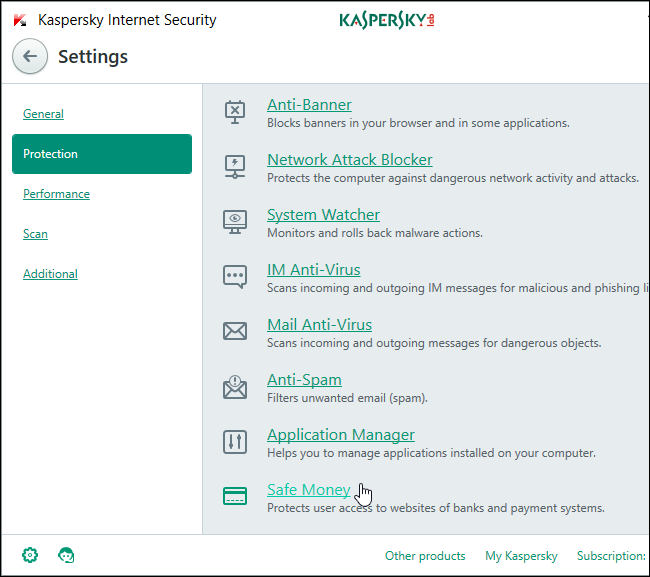 Kaspersky Internet Security
KASPERSKY lab
Settings
General
Protection
Performance
Scan
Additional
Anti-Banner
Blocks banners in your browser and in some applications.
Network Attack Blocker
Protects the computer against dangerous network activity and attacks.
System Watcher
Monitors and rolls back malware actions.
IM Anti-Virus
Scans incoming and outgoing IM messages for malicious and phishing li
Mail Anti-Virus
Scans incoming and outgoing messages for dangerous objects.
Anti-Spam
Filters unwanted email (spam).
Application Manager
Helps you to manage applications installed on your computer.
Safe Money
Protects user access to websites of banks and payment systems.
Other products My Kaspersky Subscription: